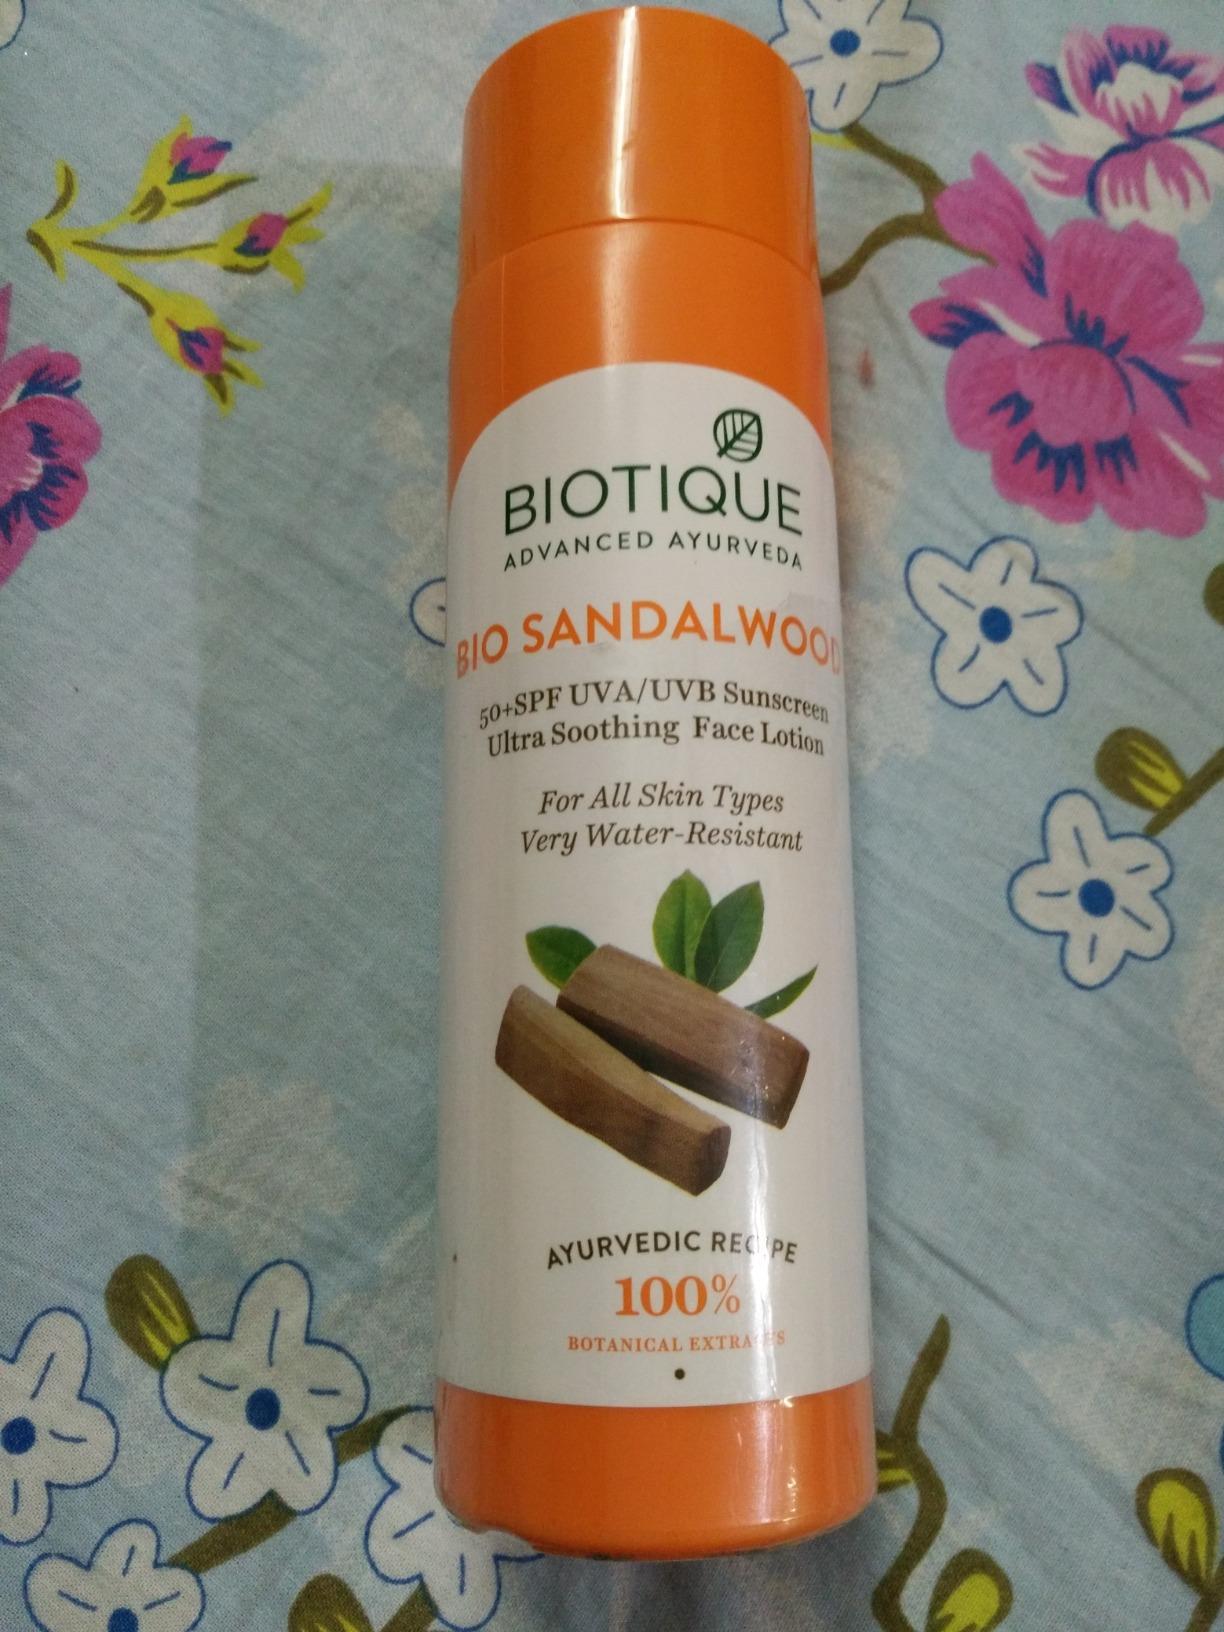 BIOTIQUE
ADVANCED AYURVEDA
BIO SANDALWOOD
50+SPF UVA/UVB Sunscreen
Ultra Soothing Face Lotion
For All Skin Types
Very Water-Resistant
AYURVEDIC RECIPE
100%
BOTANICAL EXTRACTS